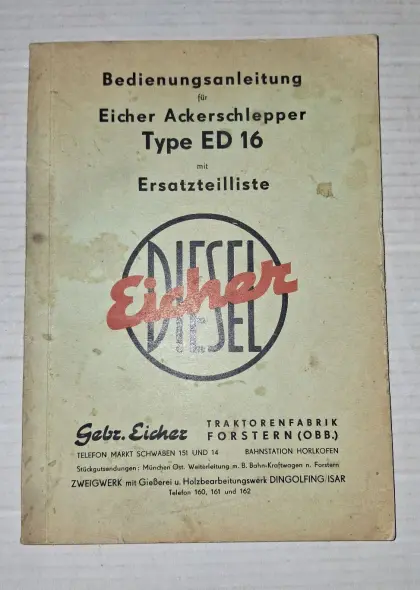 Bedienungsanleitung
für
Eicher Ackerschlepper
Type ED 16
mit
Ersatzteilliste
DIESEL
Eicher
Gebr. Eicher TRAKTORENFABRIK
FORSTERN (OBB.)
TELEFON MARKT SCHWABEN 151 UND 14 BAHNSTATION HÖRLKOFEN
Stückgutsendungen: München Ost. Weiterleitung m. B. Bahn-Kraftwagen n. Forstern
ZWEIGWERK mit Gießerei u. Holzbearbeitungswerk DINGOLFING/ISAR
Telefon 160, 161 und 162